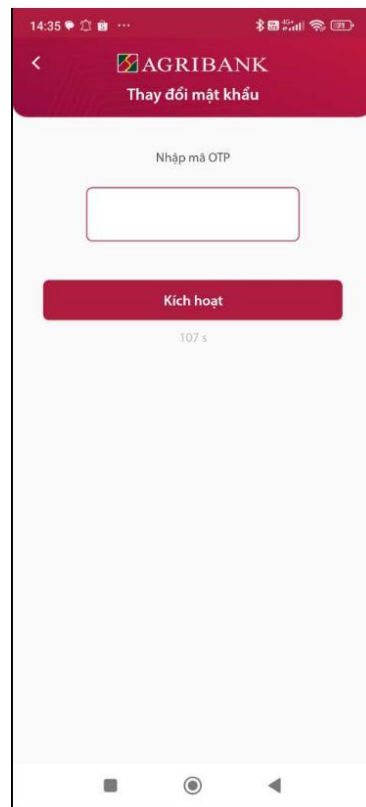 14:35
AGRIBANK
Thay đổi mật khẩu
Nhập mã OTP
Kích hoạt
107 s